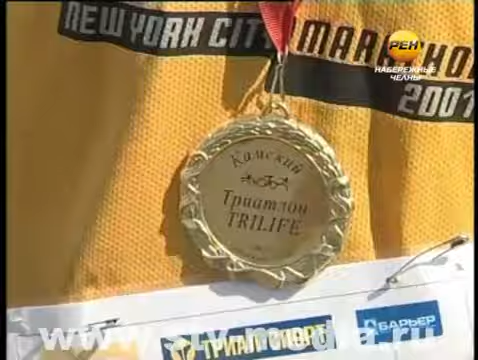 NEW YORK CITY MARATHON
2001
РЕН
НАБЕРЕЖНЫЕ
ЧЕЛНЫ
Камский
Триатлон
TRILIFE
ТРИАЛ-СПОРТ
БАРЬЕР